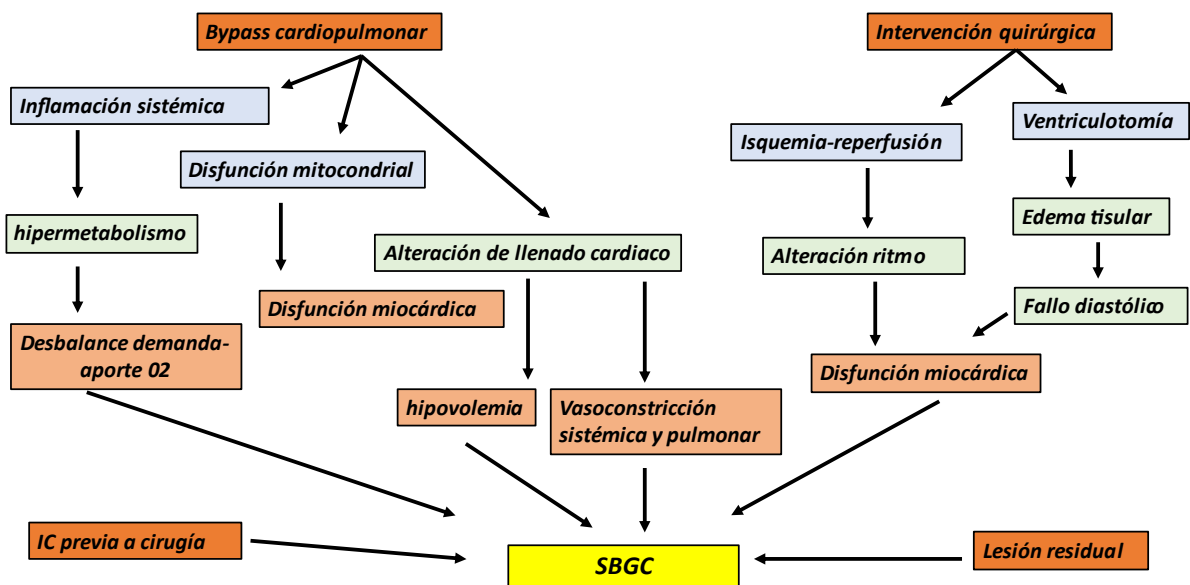 Bypass cardiopulmonar
Intervención quirúrgica
Inflamación sistémica
Ventriculotomía
Isquemia-reperfusión
Disfunción mitocondrial
hipermetabolismo
Edema tisular
Alteración de llenado cardiaco
Alteración ritmo
Disfunción miocárdica
Fallo diastólico
Desbalance demanda-
aporte 02
Disfunción miocárdica
hipovolemia
Vasoconstricción
sistémica y pulmonar
IC previa a cirugía
SBGC
Lesión residual